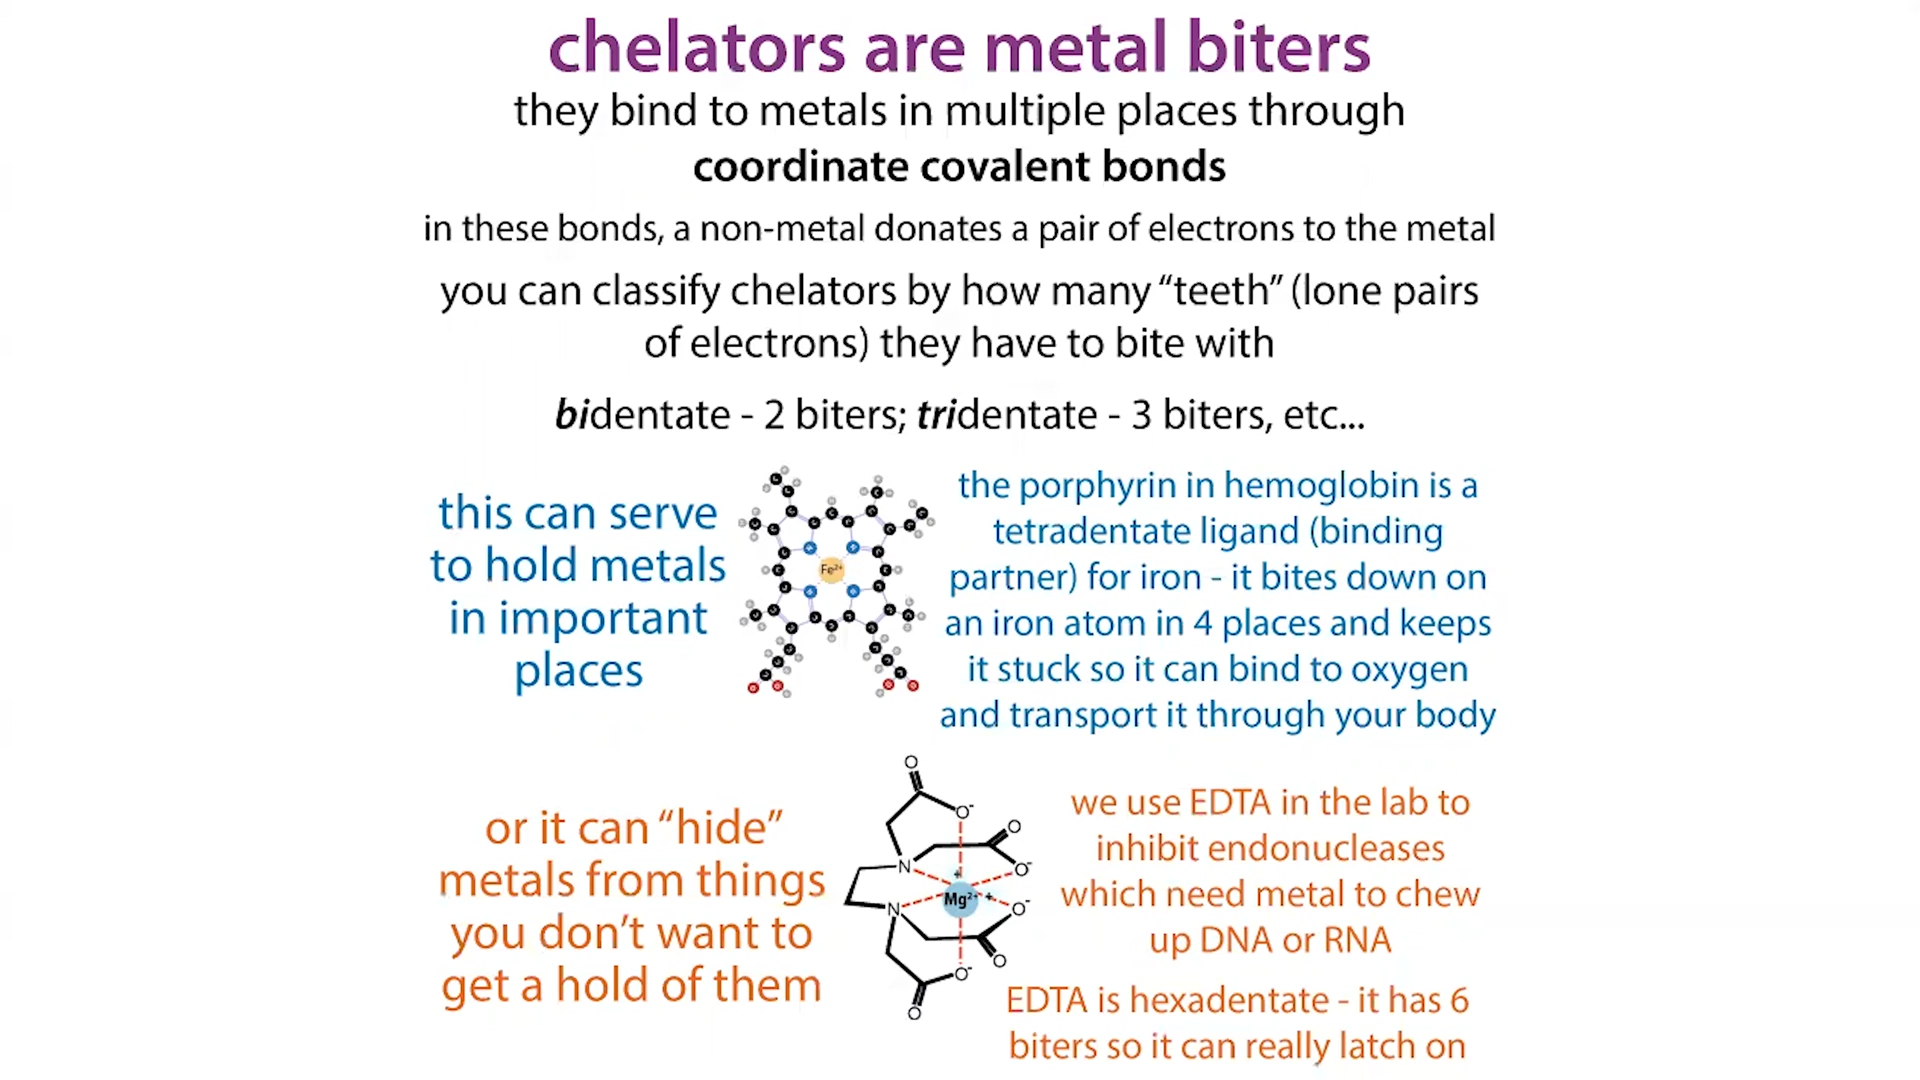 chelators are metal biters
they bind to metals in multiple places through
coordinate covalent bonds
in these bonds, a non-metal donates a pair of electrons to the metal
you can classify chelators by how many “teeth” (lone pairs
of electrons) they have to bite with
bidentate - 2 biters; tridentate - 3 biters, etc...
this can serve
to hold metals
in important
places
Fe²⁺
the porphyrin in hemoglobin is a
tetradentate ligand (binding
partner) for iron - it bites down on
an iron atom in 4 places and keeps
it stuck so it can bind to oxygen
and transport it through your body
or it can “hide”
metals from things
you don’t want to
get a hold of them
O
O⁻
O
O⁻
N
Mg²⁺
+
+
N
O⁻
O
O⁻
O
we use EDTA in the lab to
inhibit endonucleases
which need metal to chew
up DNA or RNA
EDTA is hexadentate - it has 6
biters so it can really latch on